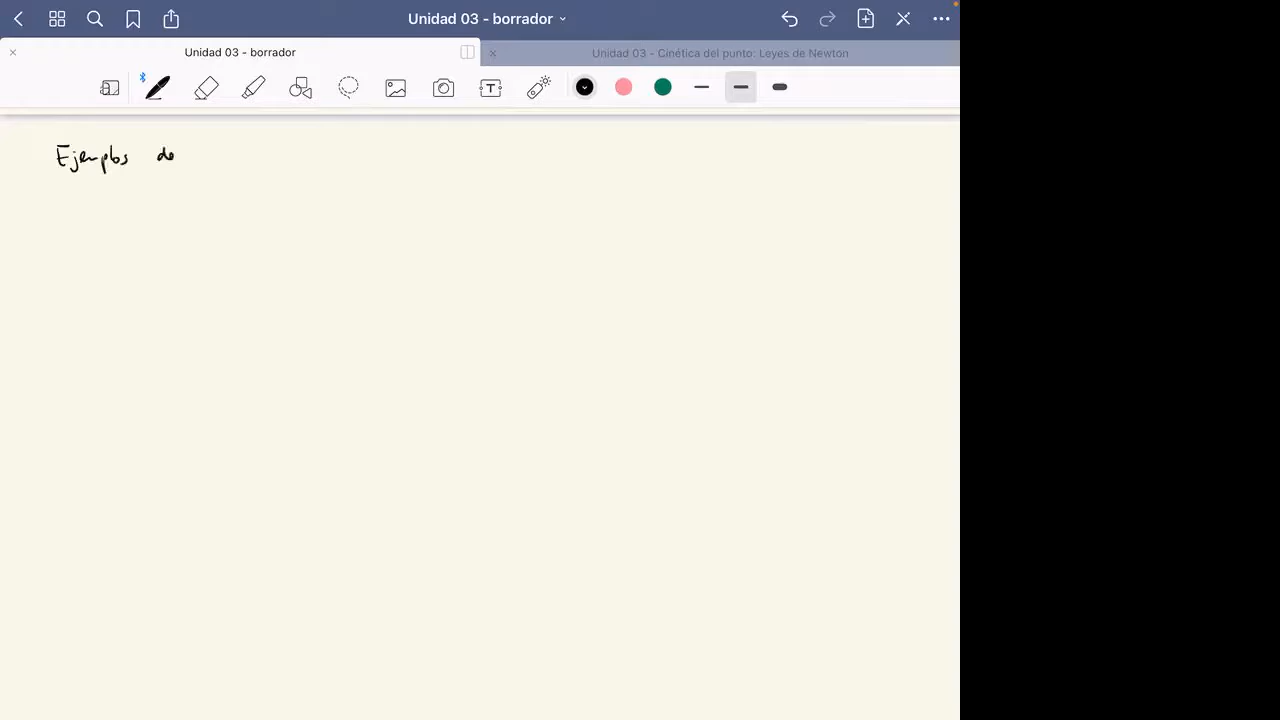 Unidad 03 - borrador
Unidad 03 - borrador
Unidad 03 - Cinética del punto: Leyes de Newton
T
Ejemplos de